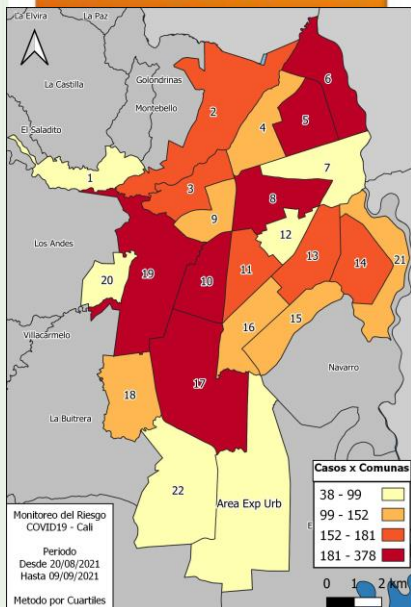 La Elvira
La Paz
La Castilla
Golondrinas
Montebello
El Saladito
2
6
4
5
1
3
7
8
9
12
Los Andes
19
20
10
11
13
14
21
16
15
Villacarmelo
Navarro
17
18
La Buitrera
22
Area Exp Urb
E
Casos x Comunas
38 - 99
99 - 152
152 - 181
181 - 378
0 1 2 km
Monitoreo del Riesgo
COVID19 - Cali
Periodo
Desde 20/08/2021
Hasta 09/09/2021
Metodo por Cuartiles